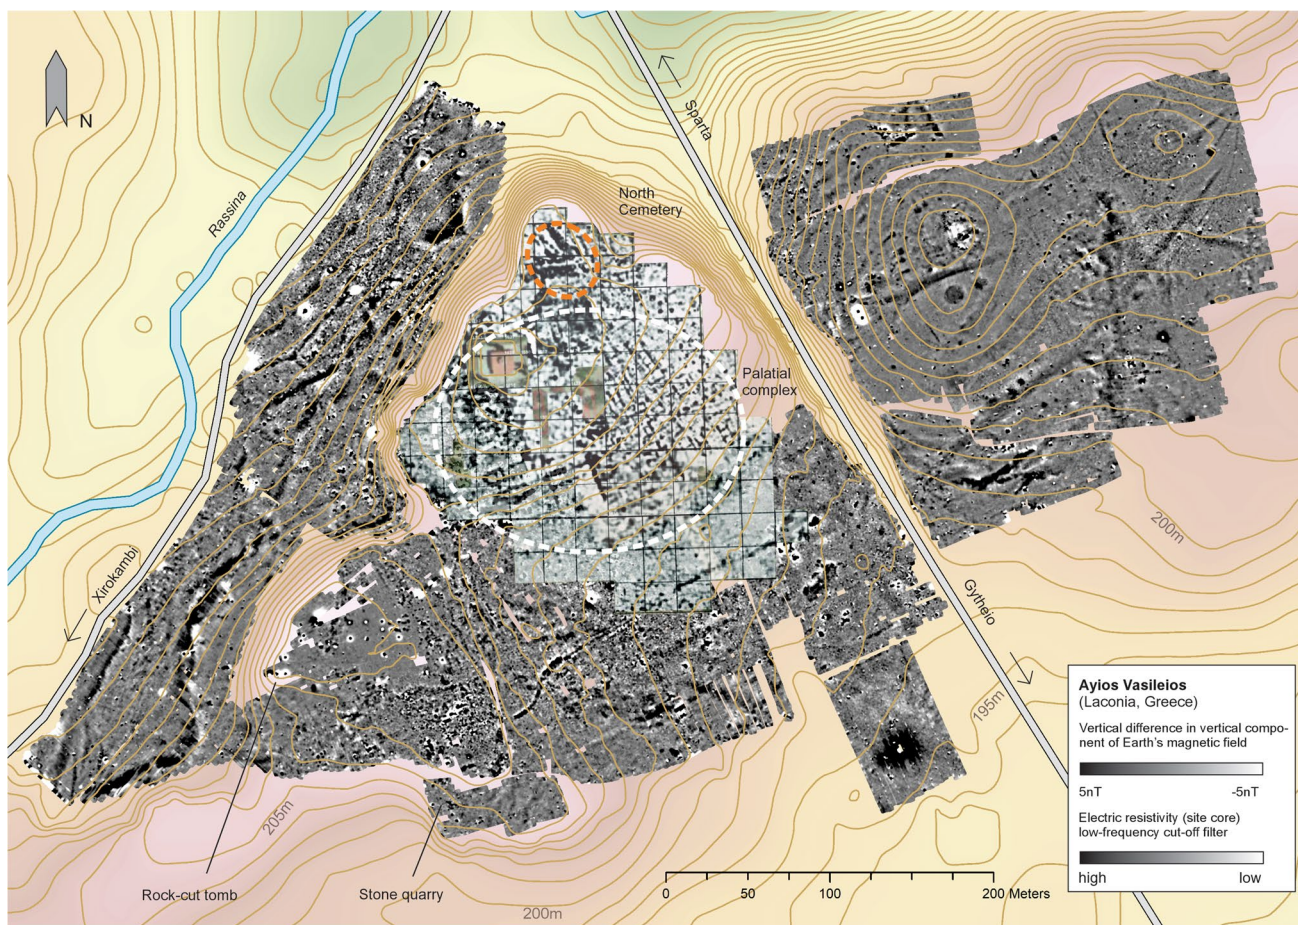 N
Rassina
Sparta
North
Cemetery
Palatial
complex
200m
Xirokambi
Gytheio
195m
205m
Rock-cut tomb
Stone quarry
200m
0 50 100 200 Meters
Ayios Vasileios
(Laconia, Greece)
Vertical difference in vertical compo-
nent of Earth's magnetic field
5nT -5nT
Electric resistivity (site core)
low-frequency cut-off filter
high low